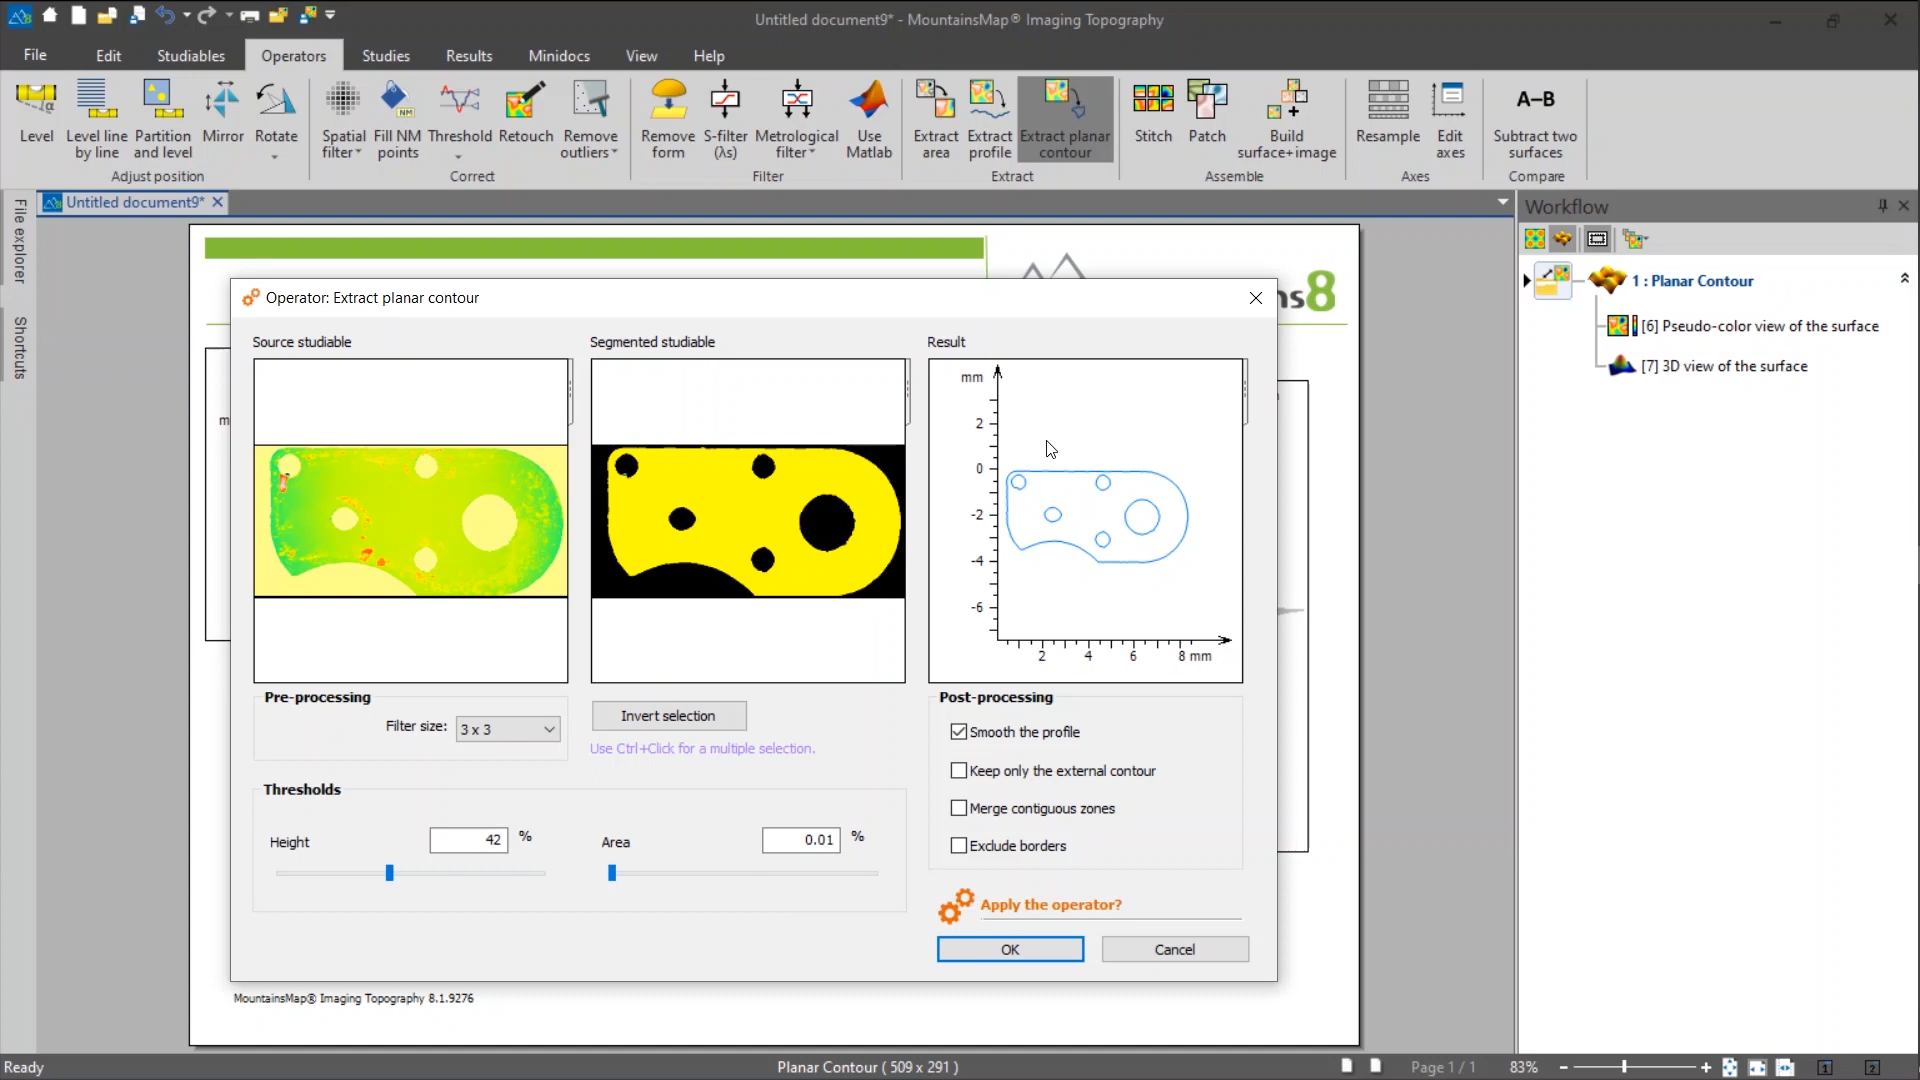 Untitled document9* - MountainsMap® Imaging Topography
File Edit Studiables Operators Studies Results Minidocs View Help
Level
Level line by line
Partition and level
Mirror
Rotate
Adjust position
Spatial filter
Fill NM points
NM
Threshold
Retouch
Remove outliers
Correct
Remove form
S-filter (λs)
Metrological filter
Use Matlab
Filter
Extract area
Extract profile
Extract planar contour
Extract
Stitch
Patch
Build surface+image
Assemble
Resample
Edit axes
Axes
A–B
Subtract two surfaces
Compare
File explorer
Shortcuts
Untitled document9*
ns8
m
Operator: Extract planar contour
Source studiable
Segmented studiable
Result
mm
2
0
-2
-4
-6
2 4 6 8 mm
Pre-processing
Filter size: 3 x 3
Invert selection
Use Ctrl+Click for a multiple selection.
Thresholds
Height 42 %
Area 0.01 %
Post-processing
Smooth the profile
Keep only the external contour
Merge contiguous zones
Exclude borders
Apply the operator?
OK
Cancel
MountainsMap® Imaging Topography 8.1.9276
Workflow
1 : Planar Contour
[6] Pseudo-color view of the surface
[7] 3D view of the surface
Ready
Planar Contour ( 509 x 291 )
Page 1 / 1
83%
1
2